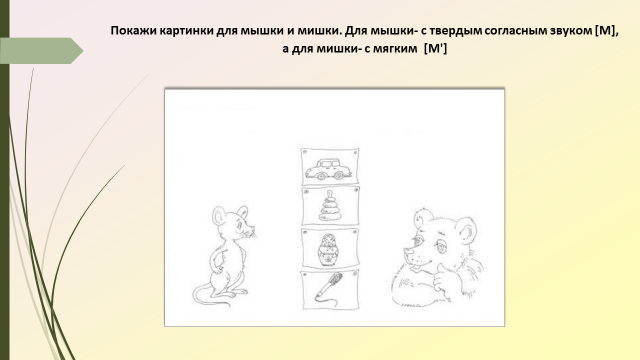 Покажи картинки для мышки и мишки. Для мышки- с твердым согласным звуком [М],
а для мишки- с мягким  [М']